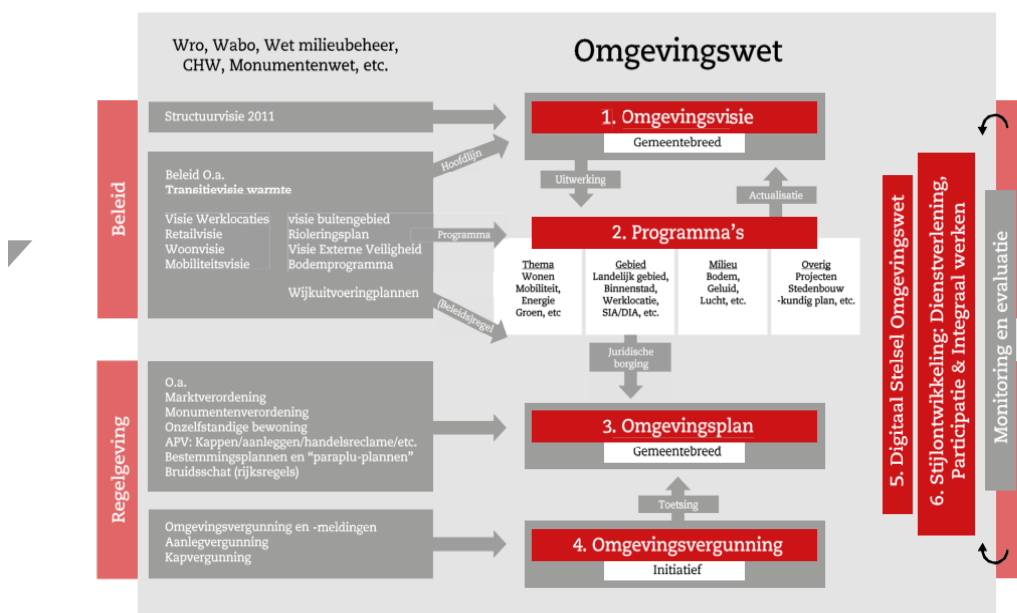 Wro, Wabo, Wet milieubeheer,
CHW, Monumentenwet, etc.
Omgevingswet
Beleid
Structuurvisie 2011
Beleid O.a.
Transitievisie warmte
Visie Werklocaties
Retailvisie
Woonvisie
Mobiliteitsvisie
visie buitengebied
Rioleringsplan
Visie Externe Veiligheid
Bodemprogramma
Wijkuitvoeringplannen
Hoofdlijn
Programma
(Beleids)regel
1. Omgevingsvisie
Gemeentebreed
Uitwerking
Actualisatie
2. Programma's
Thema
Wonen
Mobiliteit,
Energie
Groen, etc
Gebied
Landelijk gebied,
Binnenstad,
Werklocatie,
SIA/DIA, etc.
Milieu
Bodem,
Geluid,
Lucht, etc.
Overig
Projecten
Stedenbouw
-kundig plan, etc.
Juridische
borging
Regelgeving
O.a.
Marktverordening
Monumentenverordening
Onzelfstandige bewoning
APV: Kappen/aanleggen/handelsreclame/etc.
Bestemmingsplannen en “paraplu-plannen”
Bruidsschat (rijksregels)
3. Omgevingsplan
Gemeentebreed
Toetsing
Omgevingsvergunning en -meldingen
Aanlegvergunning
Kapvergunning
4. Omgevingsvergunning
Initiatief
5. Digitaal Stelsel Omgevingswet
6. Stijlontwikkeling: Dienstverlening,
Participatie & Integraal werken
Monitoring en evaluatie